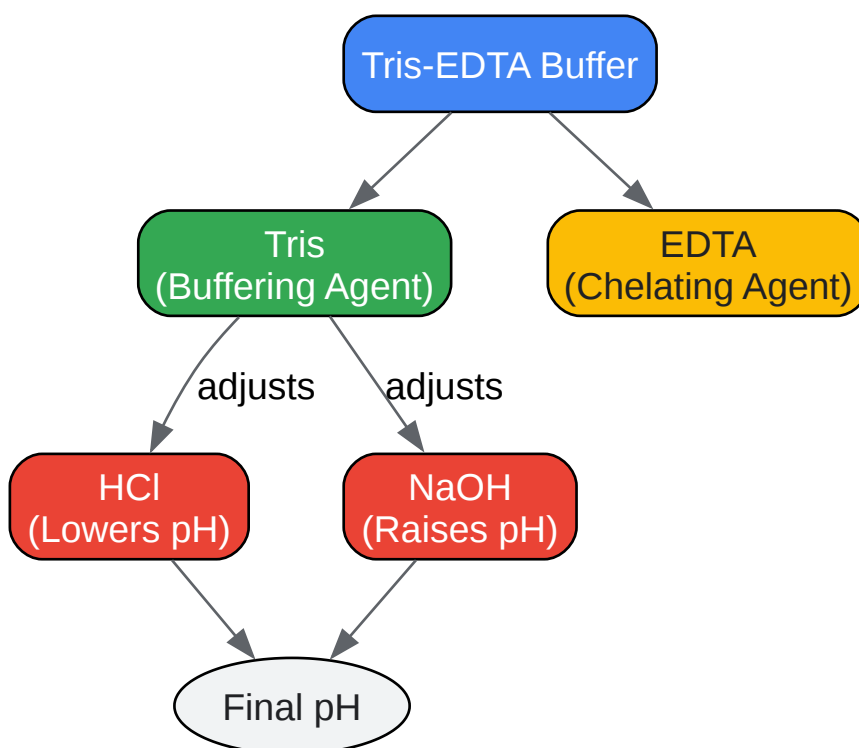 Tris-EDTA Buffer
Tris
(Buffering Agent)
EDTA
(Chelating Agent)
adjusts
adjusts
HCl
(Lowers pH)
NaOH
(Raises pH)
Final pH